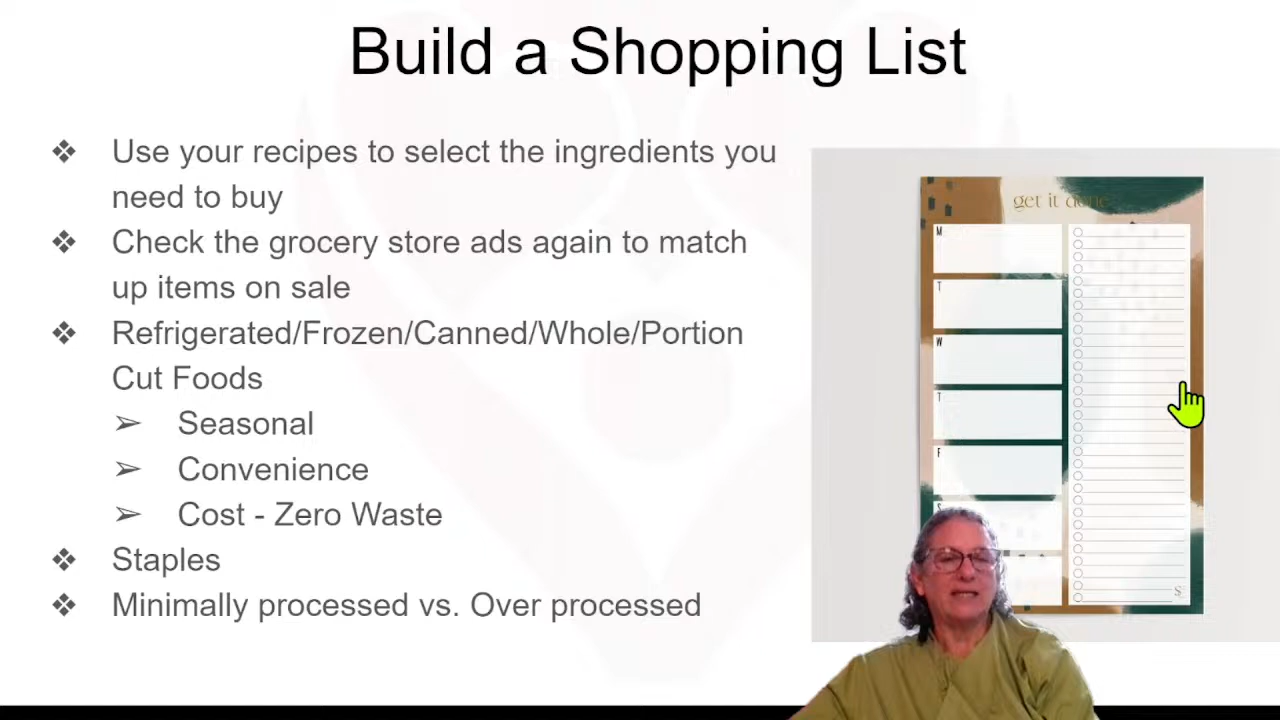 Build a Shopping List
❖ Use your recipes to select the ingredients you
need to buy
❖ Check the grocery store ads again to match
up items on sale
❖ Refrigerated/Frozen/Canned/Whole/Portion
Cut Foods
➢ Seasonal
➢ Convenience
➢ Cost - Zero Waste
❖ Staples
❖ Minimally processed vs. Over processed
get it done
M
T
W
T
F
S
$